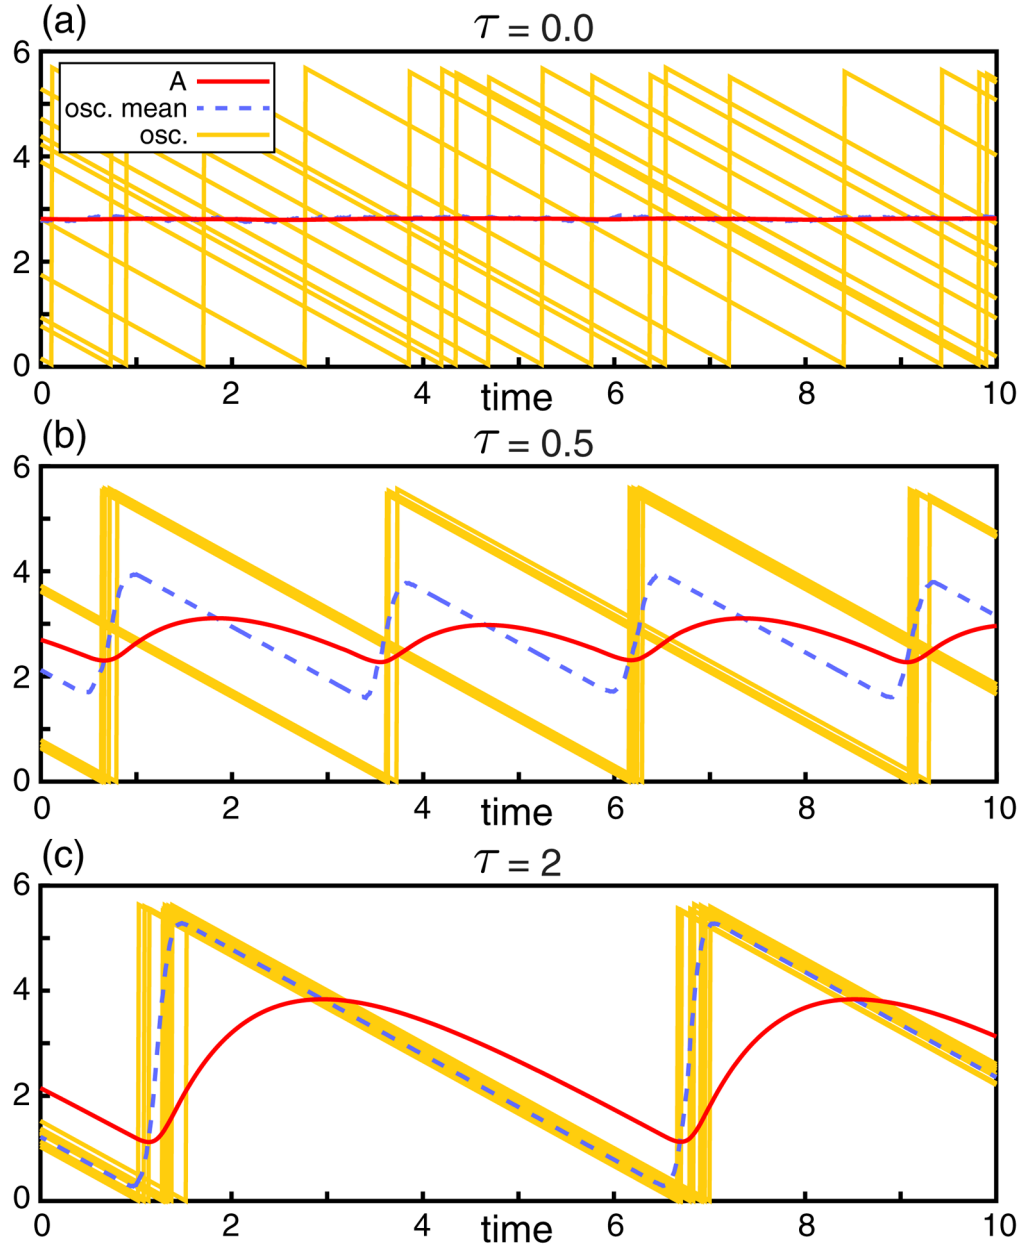 (a)
τ = 0.0
6
A
osc. mean
osc.
4
2
0
0 2 4 6 8 10
time
(b)
τ = 0.5
6
4
2
0
0 2 4 6 8 10
time
(c)
τ = 2
6
4
2
0
0 2 4 6 8 10
time